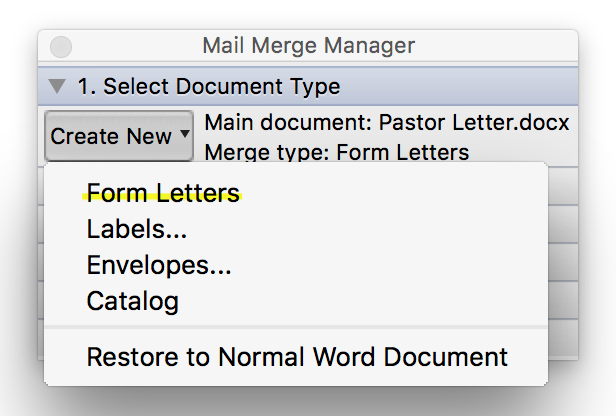 Mail Merge Manager
1. Select Document Type
Create New
Main document: Pastor Letter.docx
Merge type: Form Letters
Form Letters
Labels...
Envelopes...
Catalog
Restore to Normal Word Document